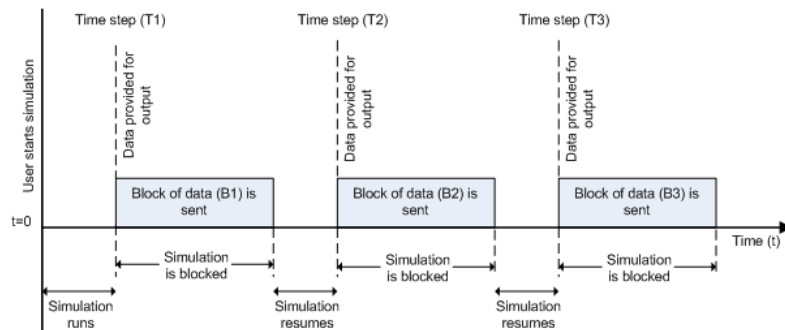 Time step (T1)
Time step (T2)
Time step (T3)
User starts simulation
Data provided for
output
Data provided for
output
Data provided for
output
Block of data (B1) is
sent
Block of data (B2) is
sent
Block of data (B3) is
sent
t=0
Time (t)
Simulation
is blocked
Simulation
is blocked
Simulation
is blocked
Simulation
runs
Simulation
resumes
Simulation
resumes